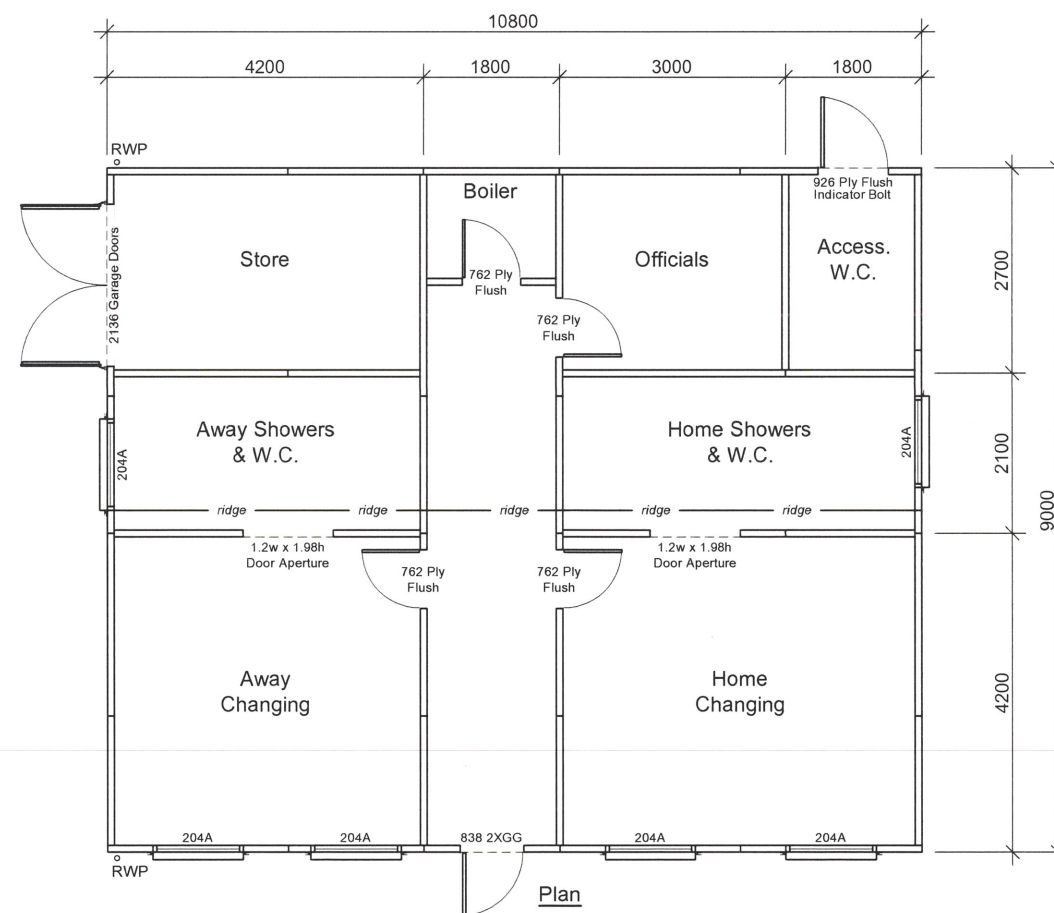 10800
4200
1800
3000
1800
RWP
Boiler
926 Ply Flush
Indicator Bolt
2136 Garage Doors
Store
Officials
Access.
W.C.
762 Ply
Flush
762 Ply
Flush
2700
Away Showers
& W.C.
Home Showers
& W.C.
204A
204A
2100
9000
ridge
ridge
ridge
ridge
ridge
1.2w x 1.98h
Door Aperture
1.2w x 1.98h
Door Aperture
762 Ply
Flush
762 Ply
Flush
Away
Changing
Home
Changing
4200
204A
204A
838 2XGG
204A
204A
RWP
Plan